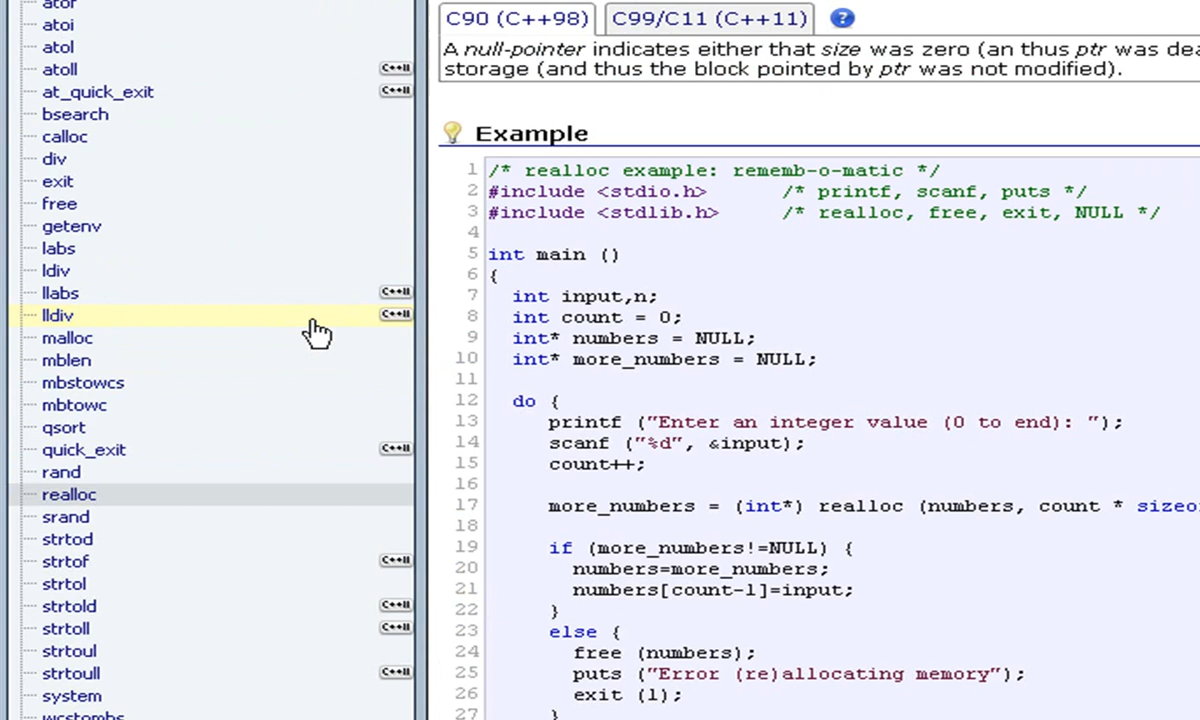 atof
atoi
atol
atoll C++11
at_quick_exit C++11
bsearch
calloc
div
exit
free
getenv
labs
ldiv
llabs C++11
lldiv C++11
malloc
mblen
mbstowcs
mbtowc
qsort
quick_exit C++11
rand
realloc
srand
strtod
strtof C++11
strtol
strtold C++11
strtoll C++11
strtoul
strtoull C++11
system
wcstombs
C90 (C++98) C99/C11 (C++11) ?
A null-pointer indicates either that size was zero (an thus ptr was dea
storage (and thus the block pointed by ptr was not modified).
Example
1 /* realloc example: rememb-o-matic */
2 #include <stdio.h> /* printf, scanf, puts */
3 #include <stdlib.h> /* realloc, free, exit, NULL */
4
5 int main ()
6 {
7 int input,n;
8 int count = 0;
9 int* numbers = NULL;
10 int* more_numbers = NULL;
11
12 do {
13 printf ("Enter an integer value (0 to end): ");
14 scanf ("%d", &input);
15 count++;
16
17 more_numbers = (int*) realloc (numbers, count * sizeo
18
19 if (more_numbers!=NULL) {
20 numbers=more_numbers;
21 numbers[count-1]=input;
22 }
23 else {
24 free (numbers);
25 puts ("Error (re)allocating memory");
26 exit (1);
27 }